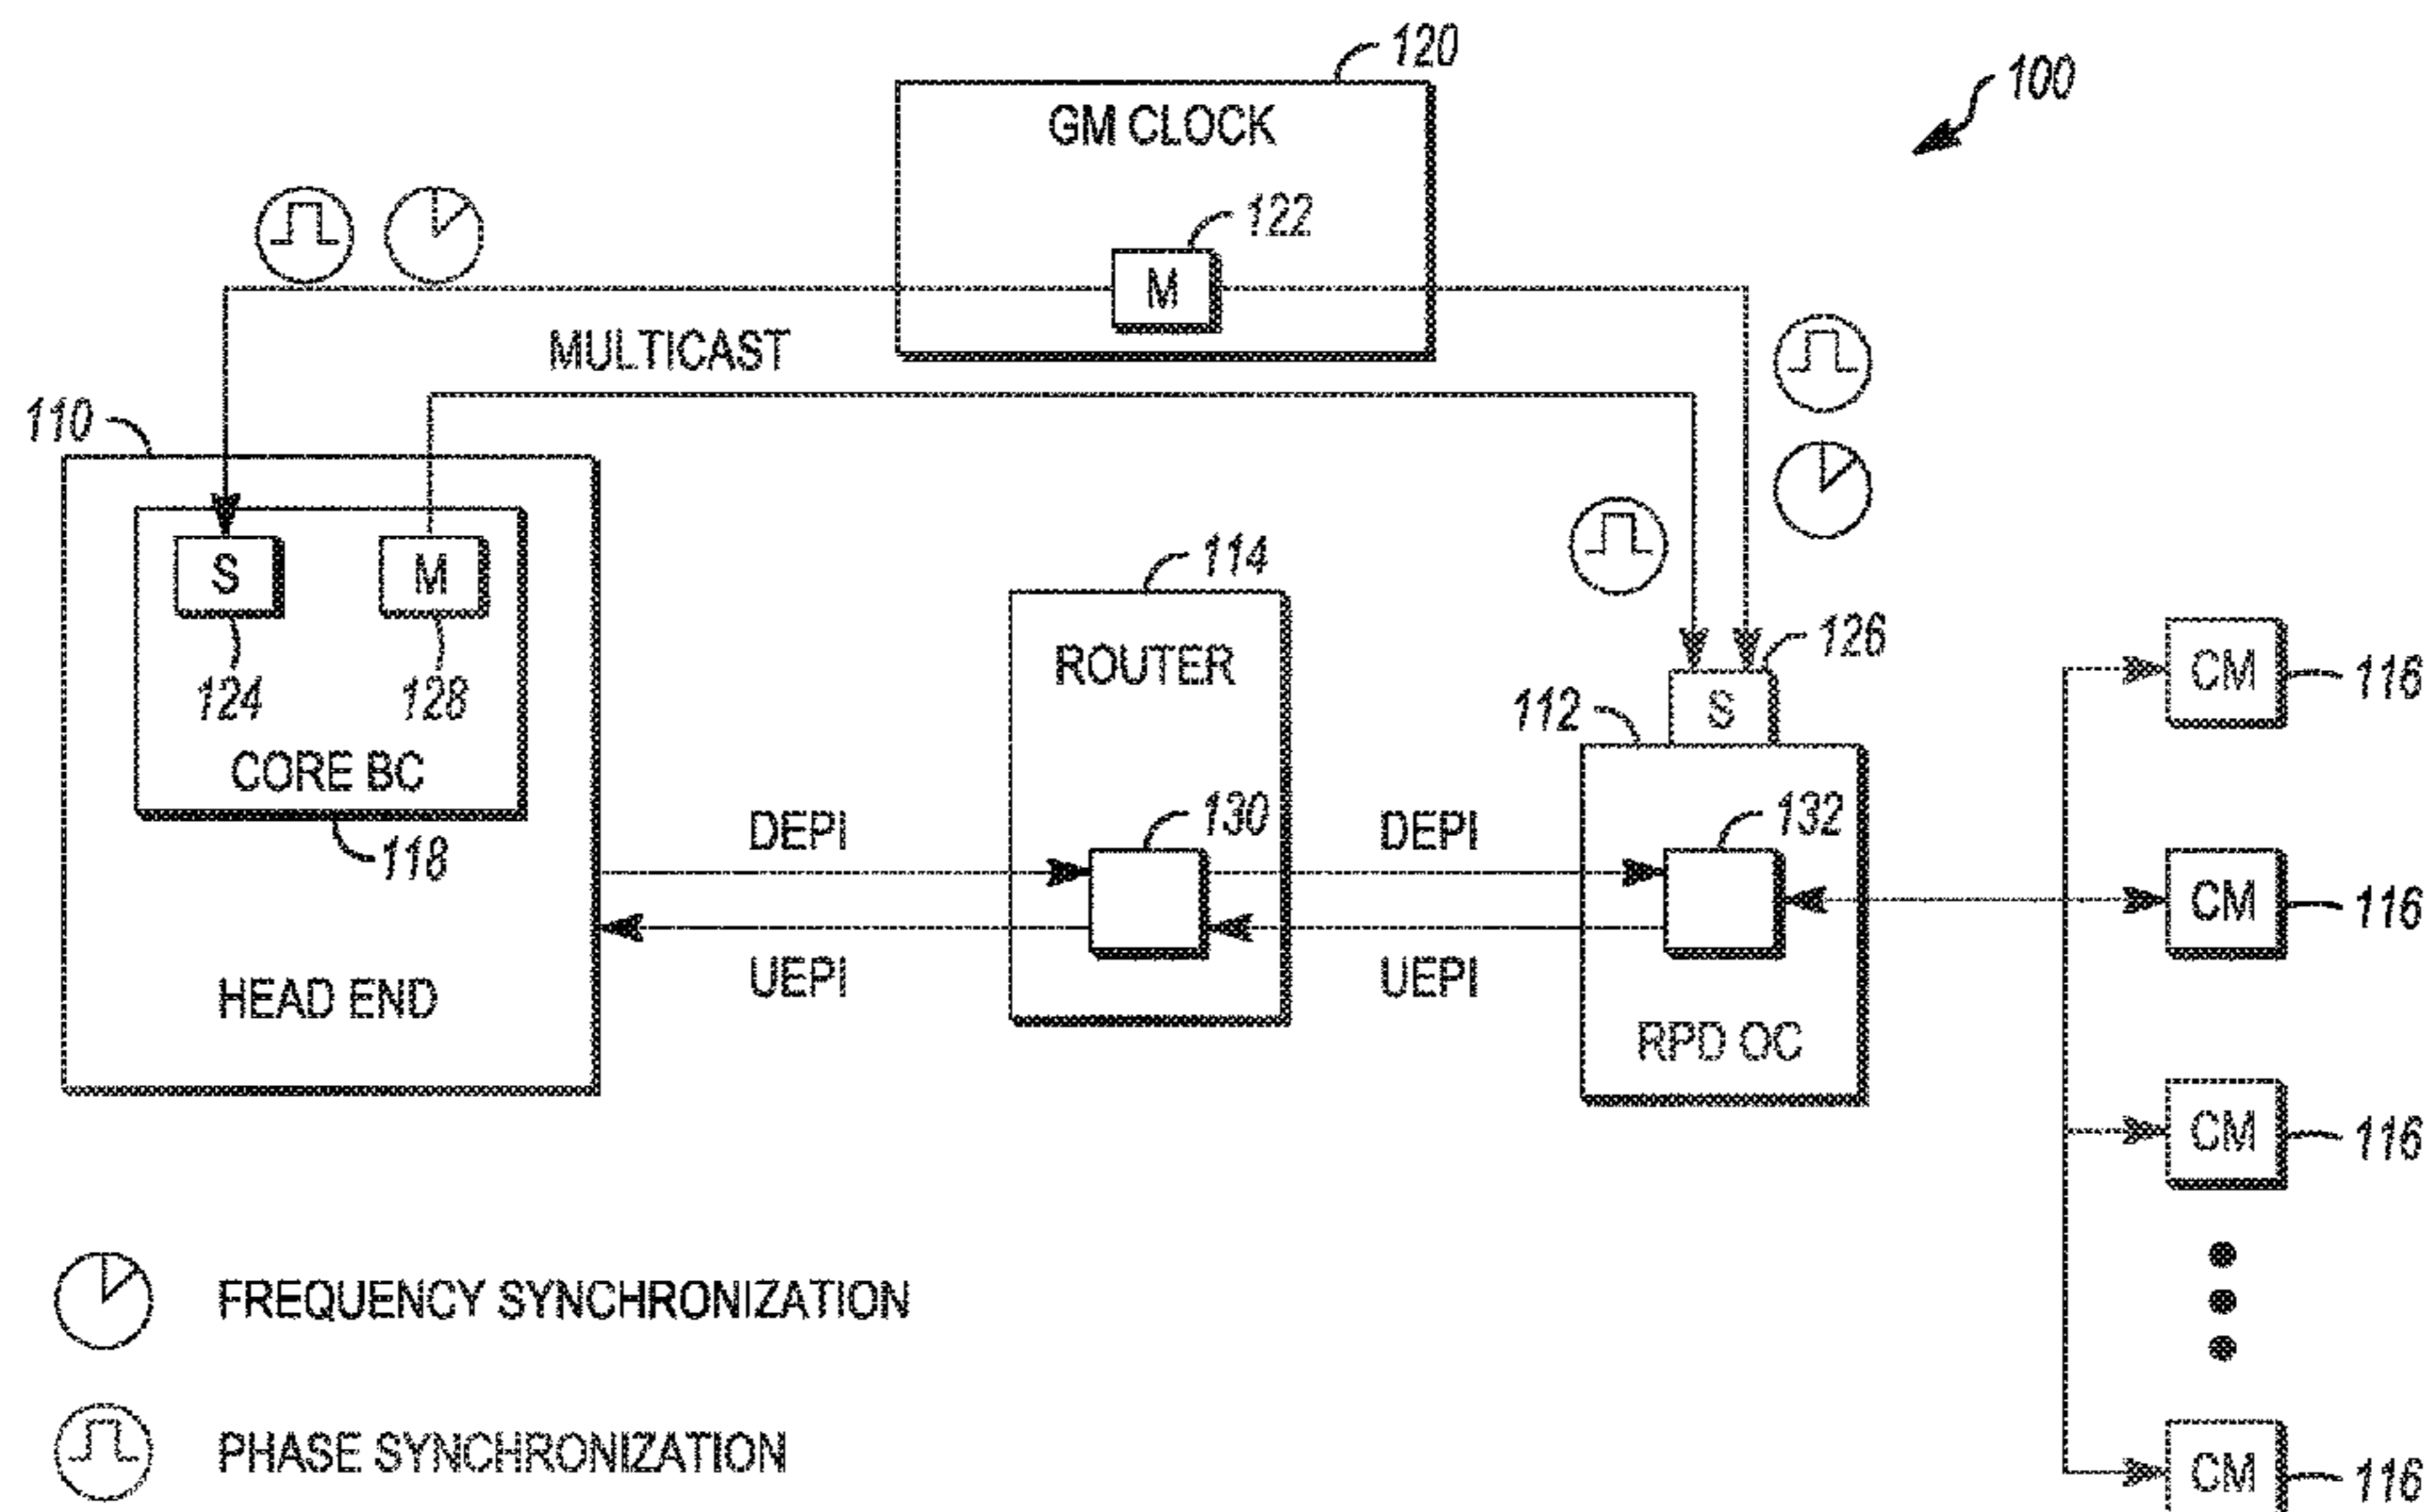 120
100
GM CLOCK
122
M
MULTICAST
110
S
M
124
128
CORE BC
118
HEAD END
114
ROUTER
130
DEPI
DEPI
UEPI
UEPI
126
S
112
132
RPD OC
CM
116
CM
116
CM
116
CM
116
FREQUENCY SYNCHRONIZATION
PHASE SYNCHRONIZATION